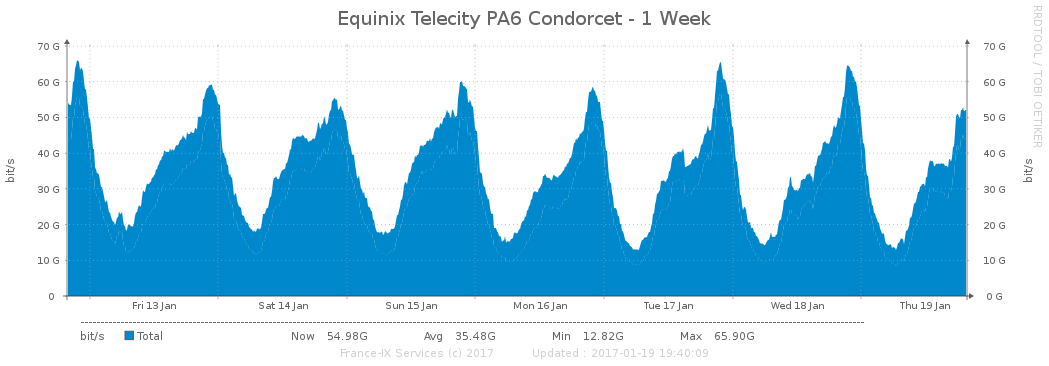 Equinix Telecity PA6 Condorcet - 1 Week
RRDTOOL / TOBI OETIKER
bit/s
bit/s
70 G 70 G
60 G 60 G
50 G 50 G
40 G 40 G
30 G 30 G
20 G 20 G
10 G 10 G
0 0 G
Fri 13 Jan Sat 14 Jan Sun 15 Jan Mon 16 Jan Tue 17 Jan Wed 18 Jan Thu 19 Jan
bit/s Total Now 54.98G Avg 35.48G Min 12.82G Max 65.90G
France-IX Services (c) 2017 Updated : 2017-01-19 19:40:09